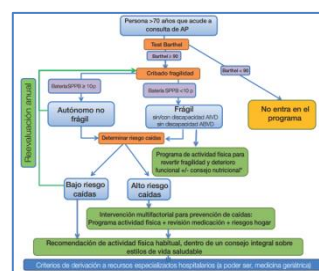 Persona >70 años que acude a
consulta de AP
Test Barthel
Barthel ≥ 90
Barthel < 90
Cribado fragilidad
Batería SPPB ≥ 10
Batería SPPB <10
Autónomo no
frágil
Frágil
sin/con discapacidad AIVD
sin discapacidad ABVD
No entra en el
programa
Reevaluación anual
Determinar riesgo caídas
Programa de actividad física para
revertir fragilidad y deterioro
funcional +/- consejo nutricional*
Bajo riesgo
caídas
Alto riesgo
caídas
Intervención multifactorial para prevención de caídas:
Programa actividad física + revisión medicación + riesgos hogar
Recomendación de actividad física habitual, dentro de un consejo integral sobre
estilos de vida saludable
Criterios de derivación a recursos especializados hospitalarios (a poder ser, medicina geriátrica)